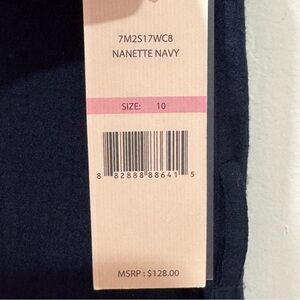 7M2S17WC8
NANETTE NAVY
SIZE: 10
8 82888 88641 5
MSRP : $128.00